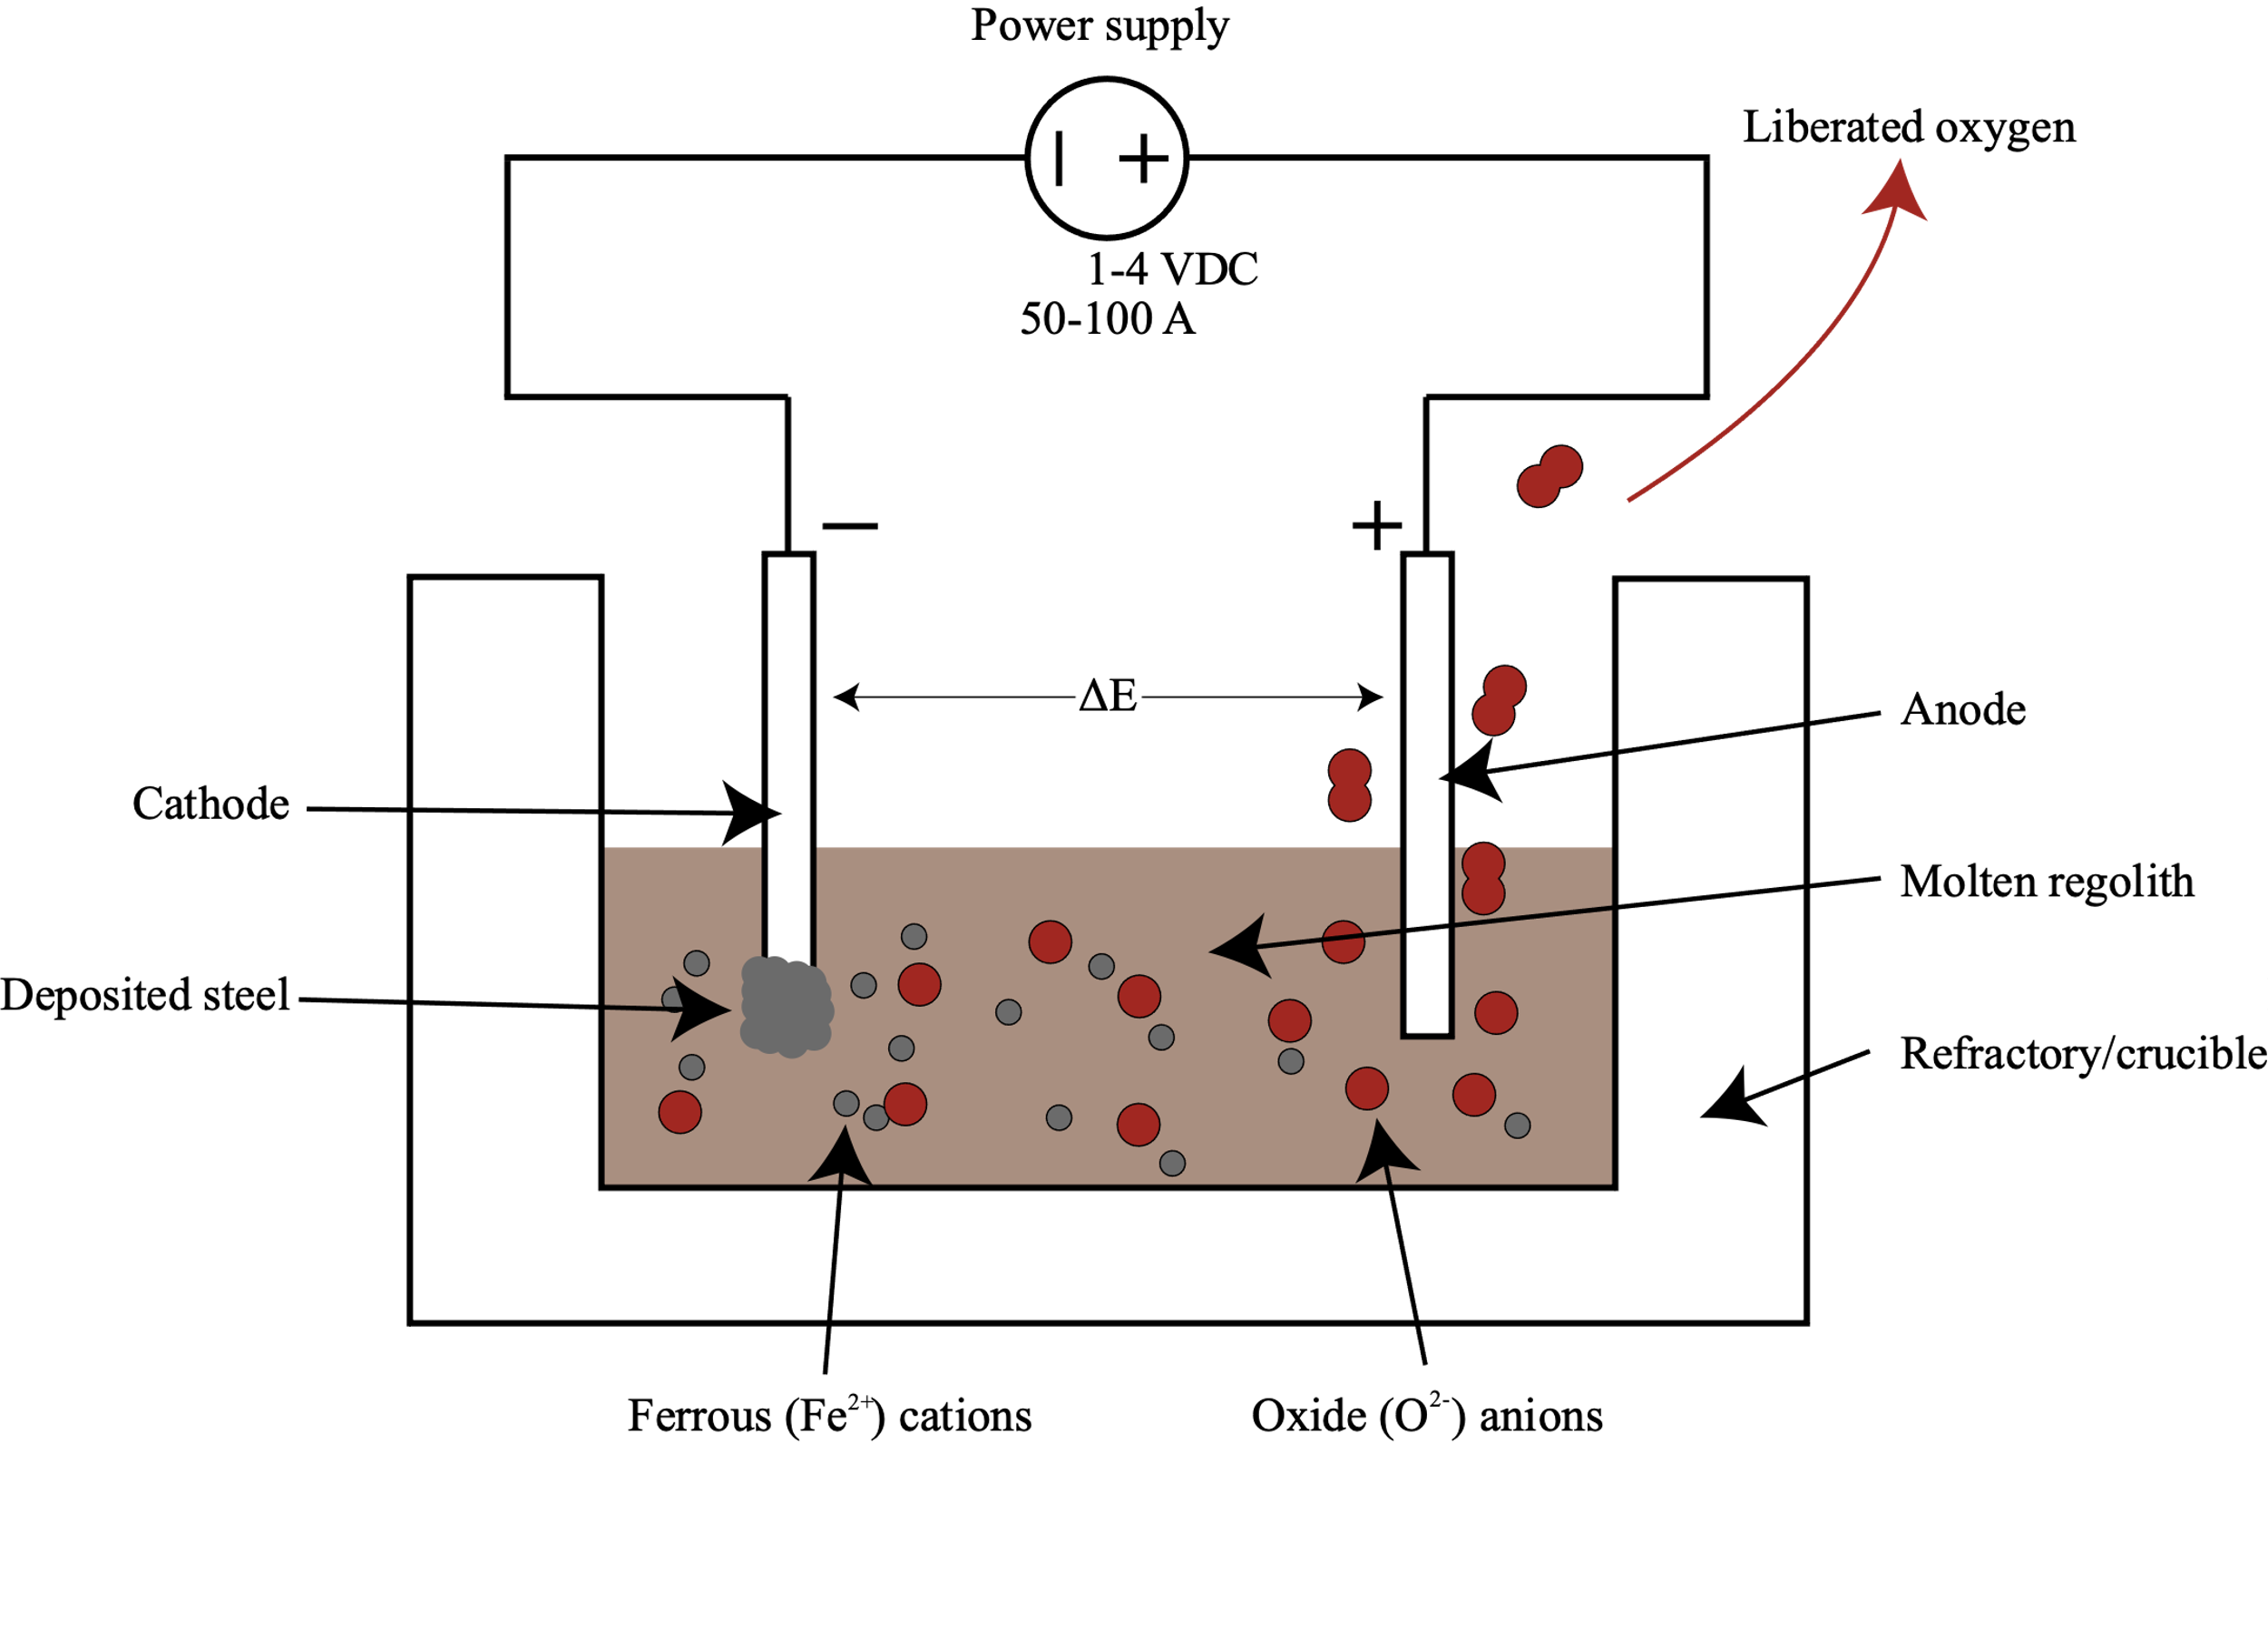 Power supply
Liberated oxygen
1-4 VDC
50-100 A
− +
ΔE
Anode
Cathode
Molten regolith
Deposited steel
Refractory/crucible
Ferrous (Fe²⁺) cations
Oxide (O²⁻) anions